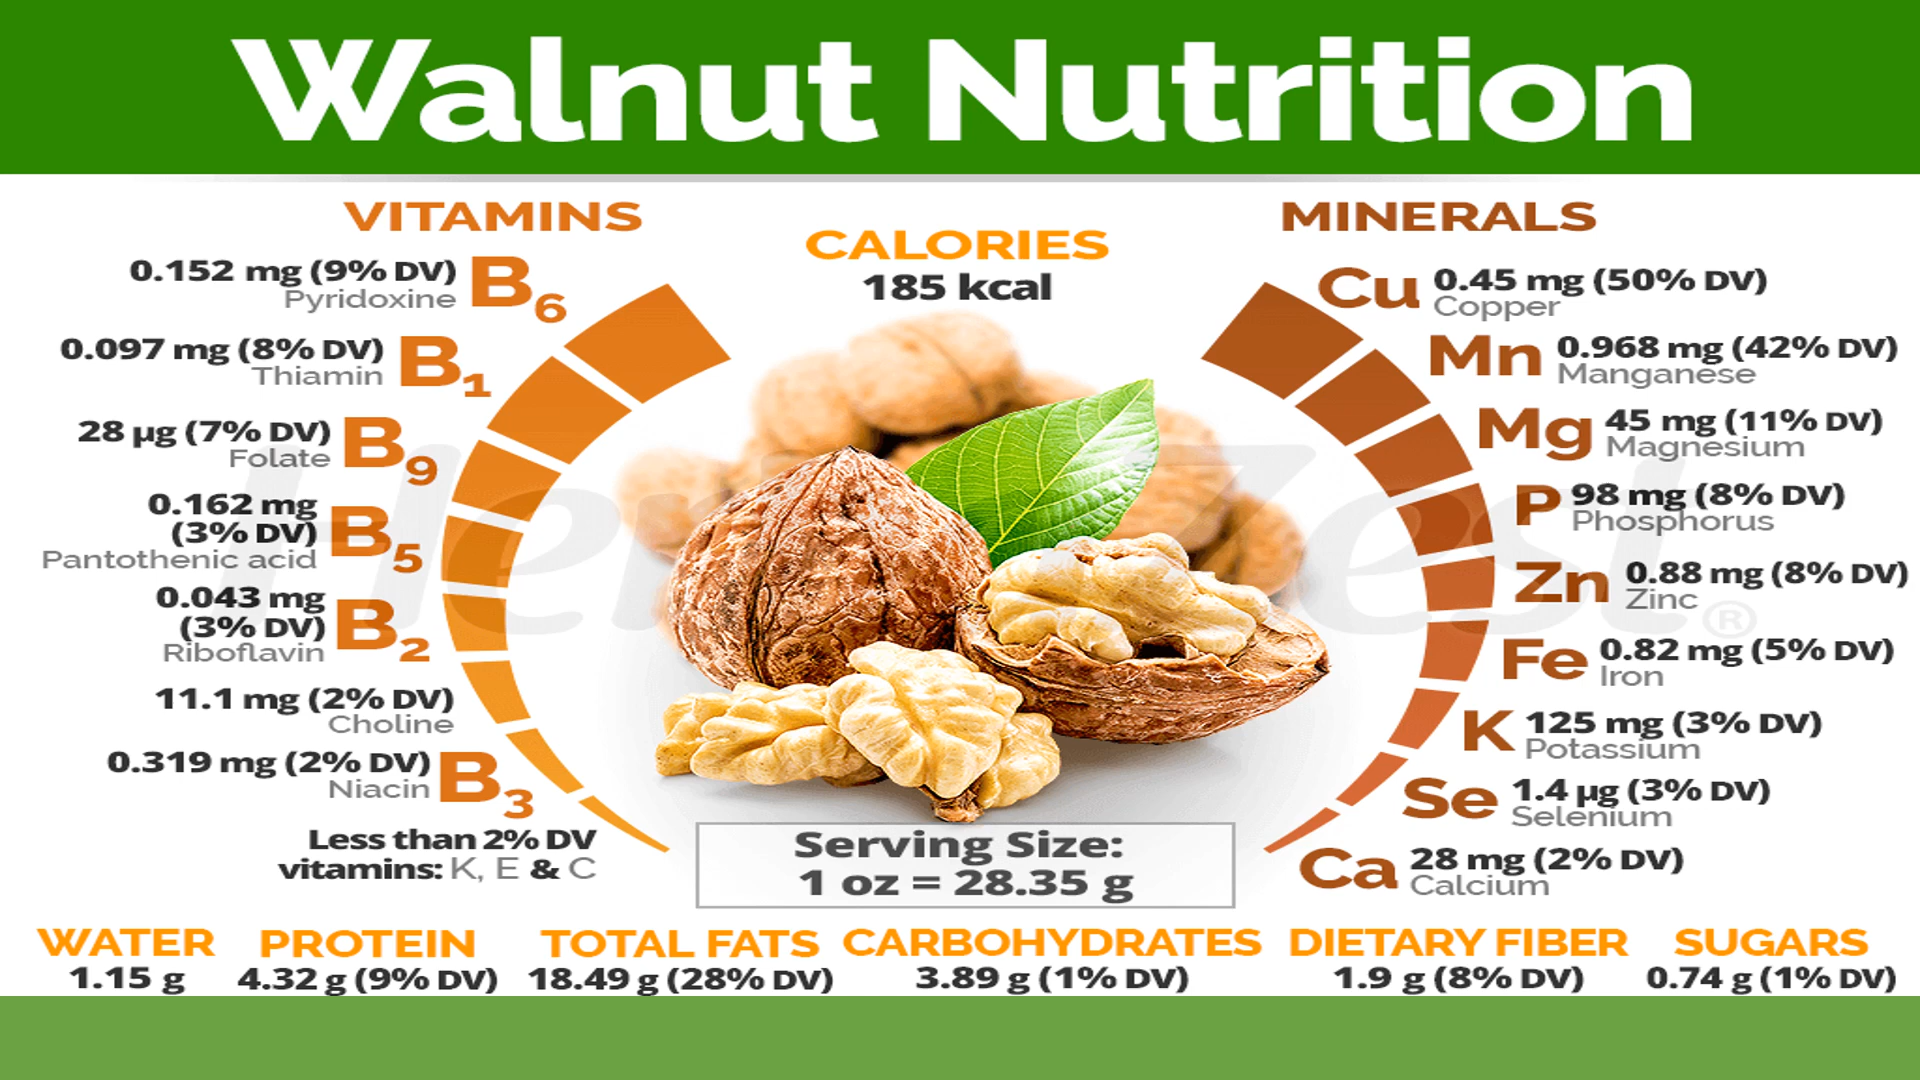 Walnut Nutrition
VITAMINS
0.152 mg (9% DV)
Pyridoxine
B6
0.097 mg (8% DV)
Thiamin
B1
28 µg (7% DV)
Folate
B9
0.162 mg
(3% DV)
Pantothenic acid
B5
0.043 mg
(3% DV)
Riboflavin
B2
11.1 mg (2% DV)
Choline
0.319 mg (2% DV)
Niacin
B3
Less than 2% DV
vitamins: K, E & C
CALORIES
185 kcal
MINERALS
Cu
0.45 mg (50% DV)
Copper
Mn
0.968 mg (42% DV)
Manganese
Mg
45 mg (11% DV)
Magnesium
P
98 mg (8% DV)
Phosphorus
Zn
0.88 mg (8% DV)
Zinc
Fe
0.82 mg (5% DV)
Iron
K
125 mg (3% DV)
Potassium
Se
1.4 µg (3% DV)
Selenium
Ca
28 mg (2% DV)
Calcium
HerbZest®
Serving Size:
1 oz = 28.35 g
WATER
1.15 g
PROTEIN
4.32 g (9% DV)
TOTAL FATS
18.49 g (28% DV)
CARBOHYDRATES
3.89 g (1% DV)
DIETARY FIBER
1.9 g (8% DV)
SUGARS
0.74 g (1% DV)